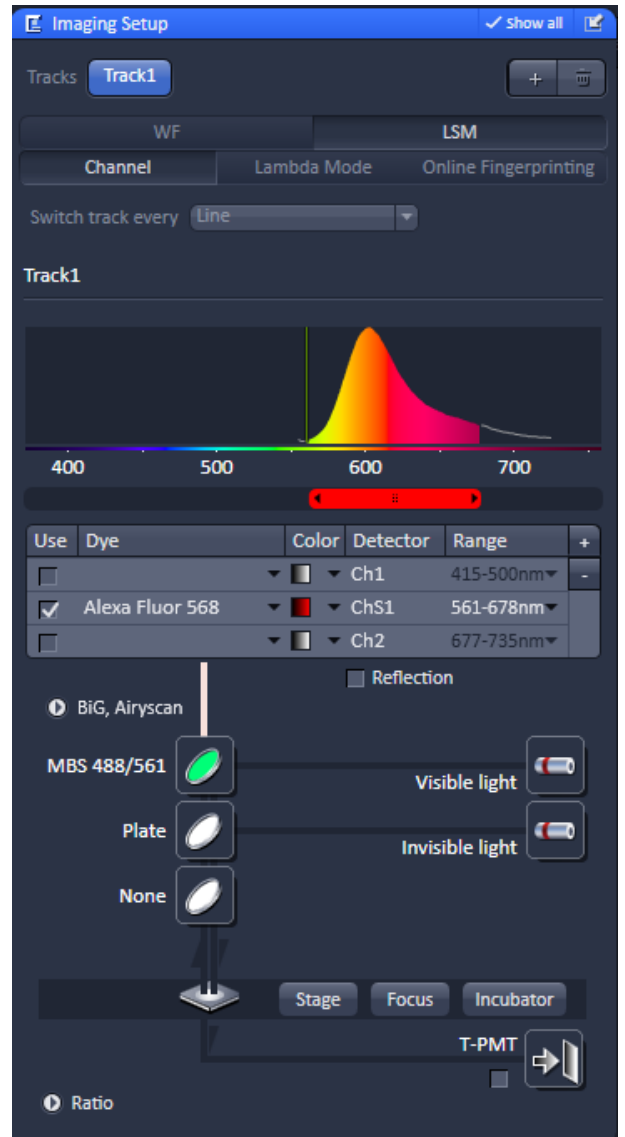 Imaging Setup Show all
Tracks Track1 +
WF LSM
Channel Lambda Mode Online Fingerprinting
Switch track every Line
Track1
400 500 600 700
Use Dye Color Detector Range +
Ch1 415-500nm -
Alexa Fluor 568 ChS1 561-678nm
Ch2 677-735nm
Reflection
BiG, Airyscan
MBS 488/561
Visible light
Plate
Invisible light
None
Stage Focus Incubator
T-PMT
Ratio